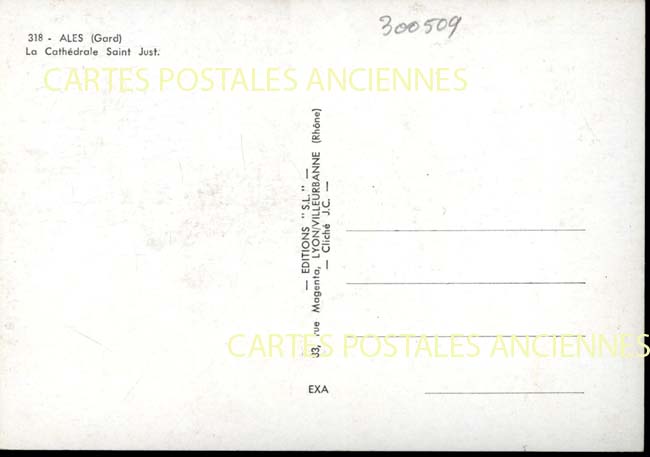 318 - ALES (Gard)
La Cathédrale Saint Just.
300509
CARTES POSTALES ANCIENNES
— EDITIONS "S.L." —
33, rue Magenta, LYON/VILLEURBANNE (Rhône)
— Cliché J.C. —
CARTES POSTALES ANCIENNES
EXA